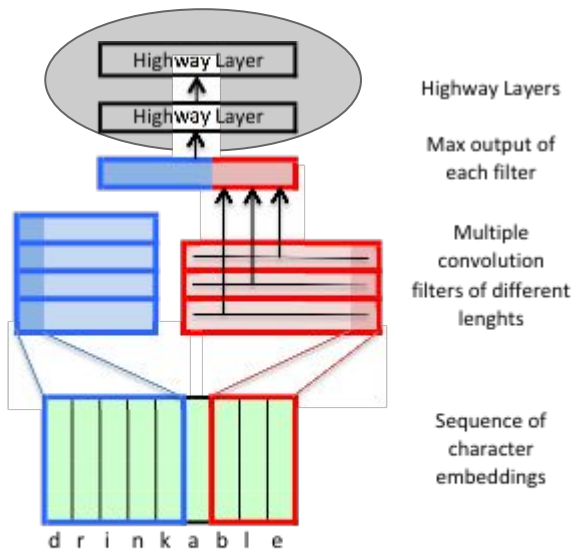 Highway Layer
Highway Layer
Highway Layers
Max output of
each filter
Multiple
convolution
filters of different
lenghts
Sequence of
character
embeddings
d r i n k a b l e